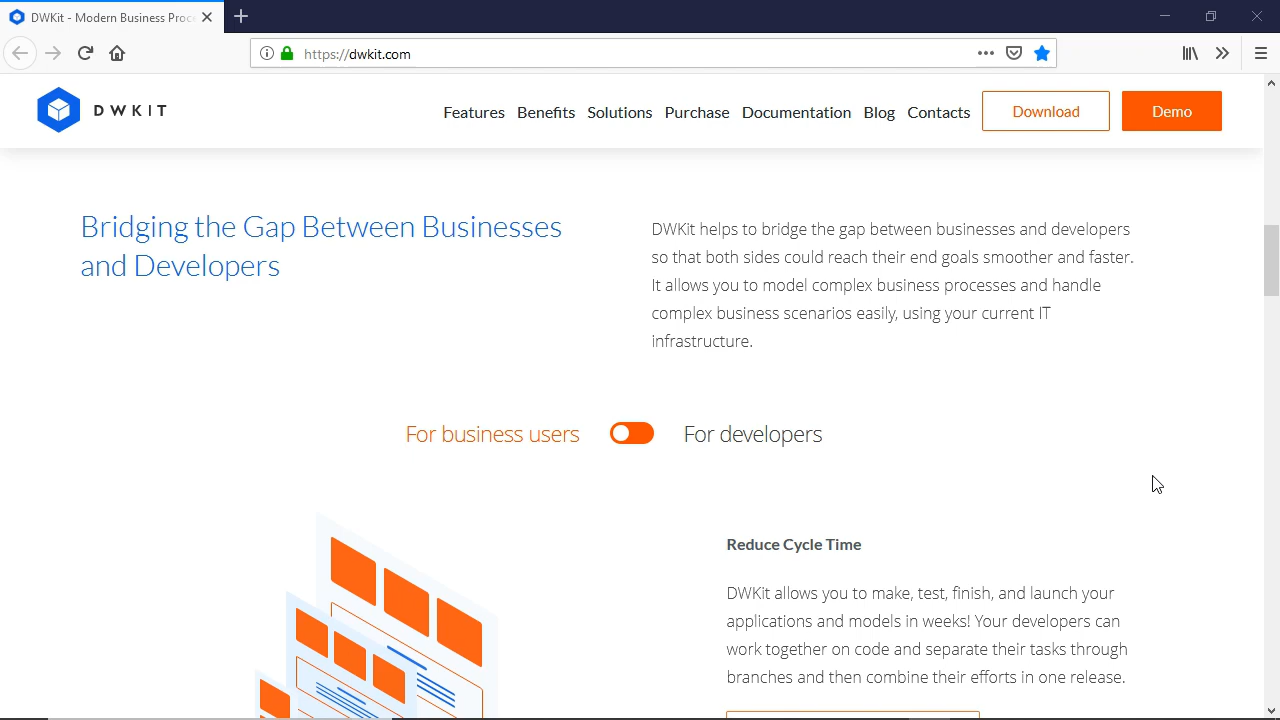 DWKit - Modern Business Proc
https://dwkit.com
DWKIT
Features Benefits Solutions Purchase Documentation Blog Contacts Download Demo
Bridging the Gap Between Businesses
and Developers
DWKit helps to bridge the gap between businesses and developers
so that both sides could reach their end goals smoother and faster.
It allows you to model complex business processes and handle
complex business scenarios easily, using your current IT
infrastructure.
For business users For developers
Reduce Cycle Time
DWKit allows you to make, test, finish, and launch your
applications and models in weeks! Your developers can
work together on code and separate their tasks through
branches and then combine their efforts in one release.